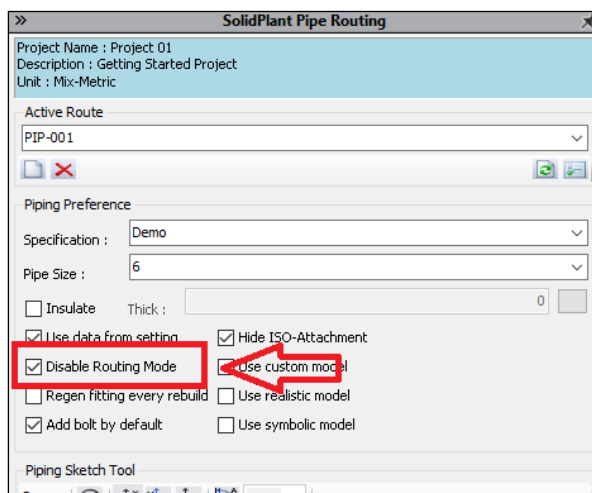 SolidPlant Pipe Routing
Project Name : Project 01
Description : Getting Started Project
Unit : Mix-Metric
Active Route
PIP-001
Piping Preference
Specification : Demo
Pipe Size : 6
Insulate Thick : 0
Use data from setting Hide ISO-Attachment
Disable Routing Mode Use custom model
Regen fitting every rebuild Use realistic model
Add bolt by default Use symbolic model
Piping Sketch Tool